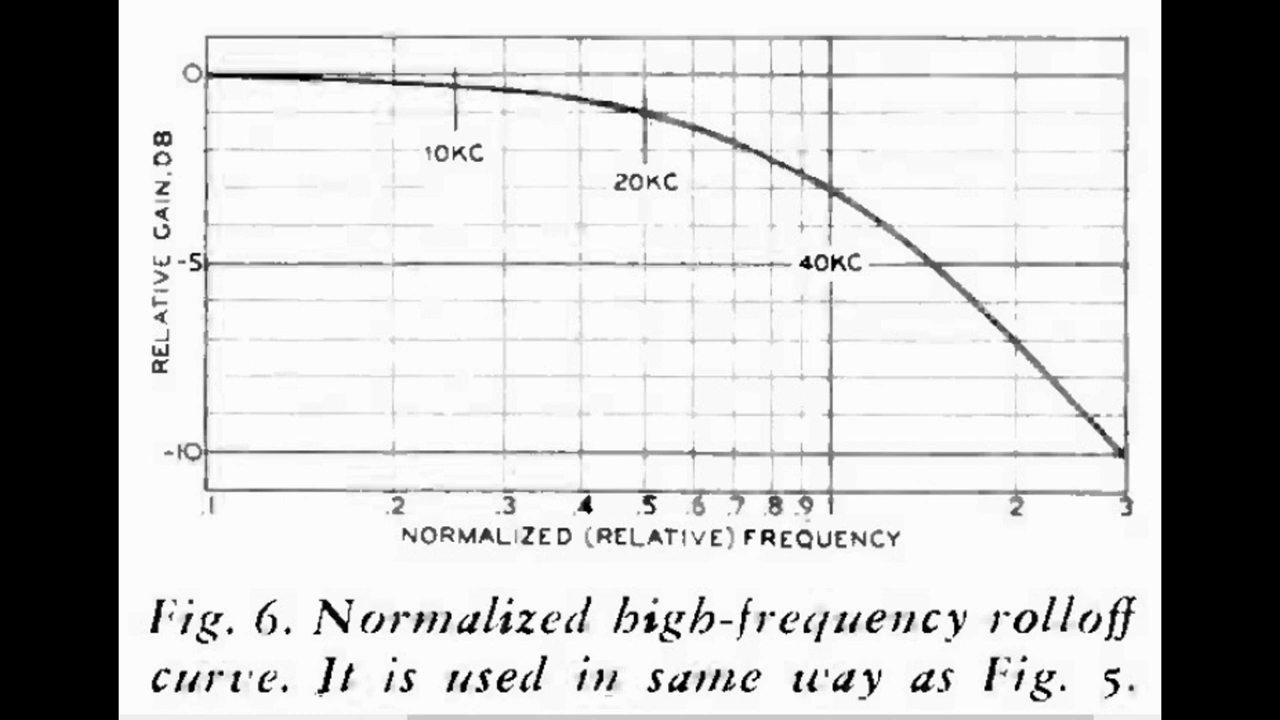 0
10KC
20KC
RELATIVE GAIN, DB
-5
40KC
-10
.1 .2 .3 .4 .5 .6 .7 .8 .9 1 2 3
NORMALIZED (RELATIVE) FREQUENCY
Fig. 6. Normalized high-frequency rolloff
curve. It is used in same way as Fig. 5.